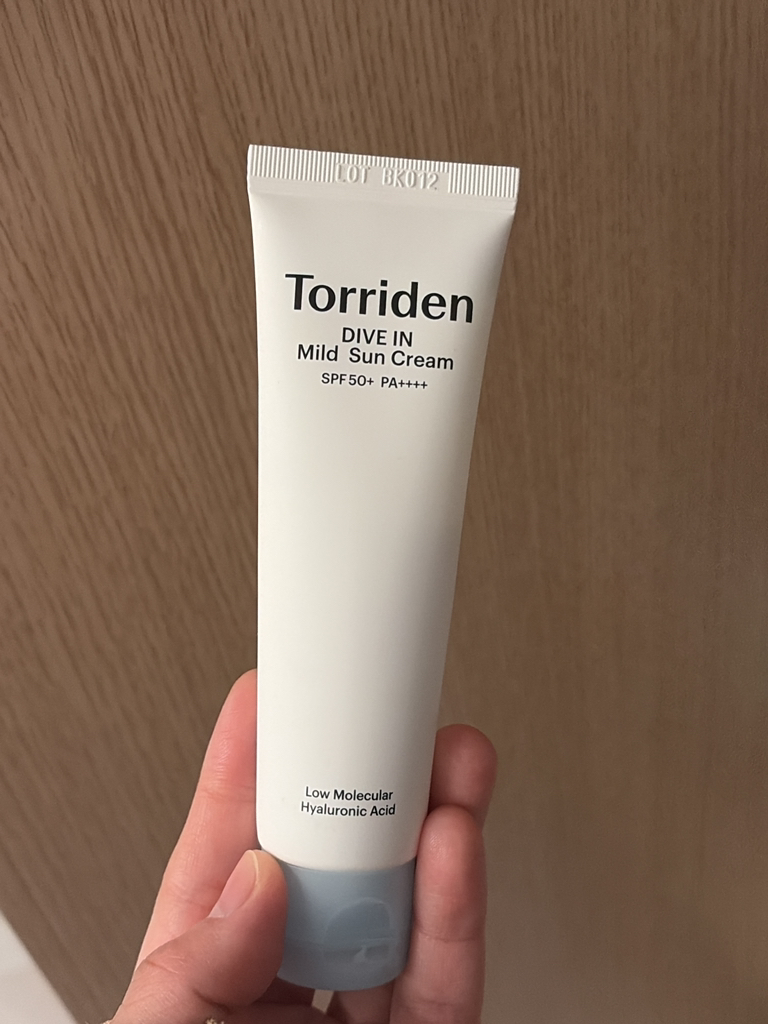 LOT BK012
Torriden
DIVE IN
Mild Sun Cream
SPF50+ PA++++
Low Molecular
Hyaluronic Acid